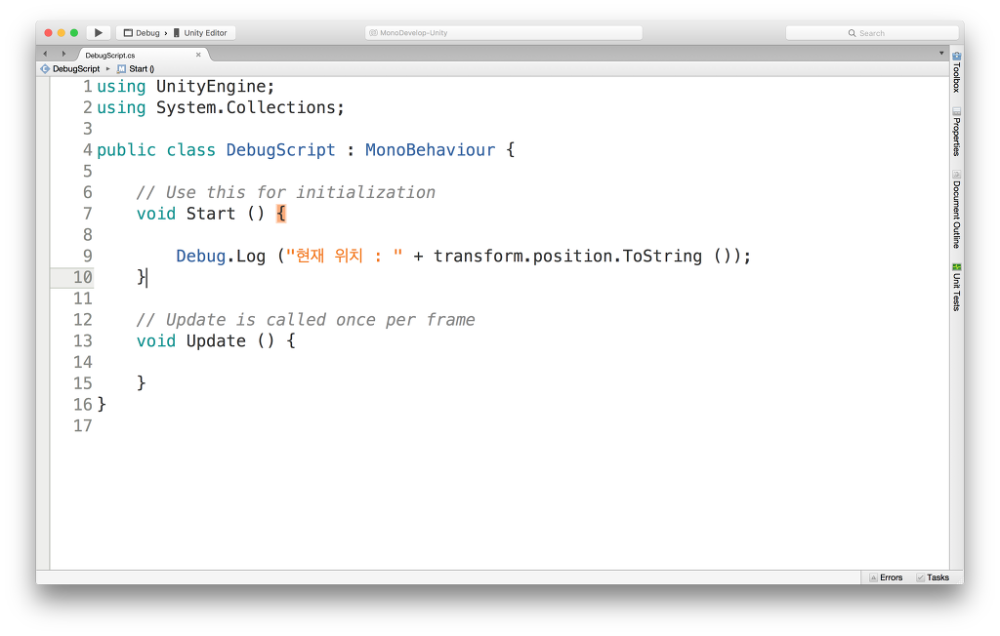 Debug › Unity Editor
MonoDevelop-Unity
Search
DebugScript.cs
DebugScript ▸ Start ()
1 using UnityEngine;
2 using System.Collections;
3
4 public class DebugScript : MonoBehaviour {
5
6 // Use this for initialization
7 void Start () {
8
9 Debug.Log ("현재 위치 : " + transform.position.ToString ());
10 }
11
12 // Update is called once per frame
13 void Update () {
14
15 }
16 }
17
Toolbox
Properties
Document Outline
Unit Tests
Errors
Tasks